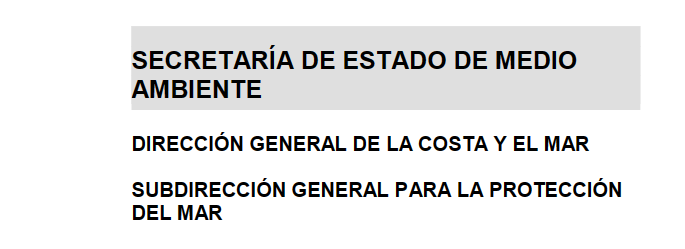 SECRETARÍA DE ESTADO DE MEDIO
AMBIENTE
DIRECCIÓN GENERAL DE LA COSTA Y EL MAR
SUBDIRECCIÓN GENERAL PARA LA PROTECCIÓN
DEL MAR